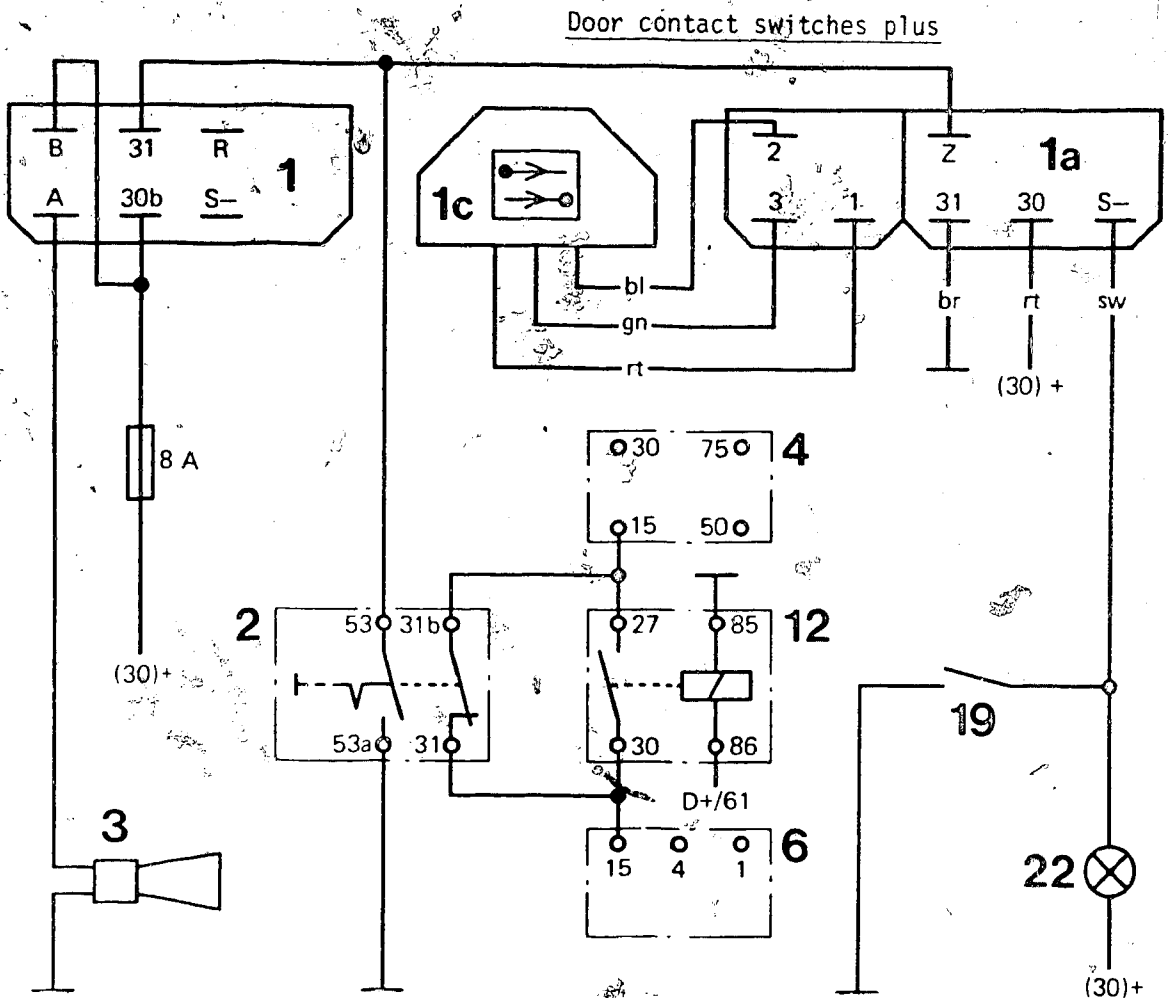 Door contact switches plus
B 31 R 1
A 30b S–
1c
2 Z 1a
3 1 31 30 S–
bl
gn
rt
br rt sw
(30) +
8 A
30 75 4
15 50
2 53 31b 27 85 12
(30)+
53a 31 30 86
19
D+/61
3
15 4 1 6
22
(30)+